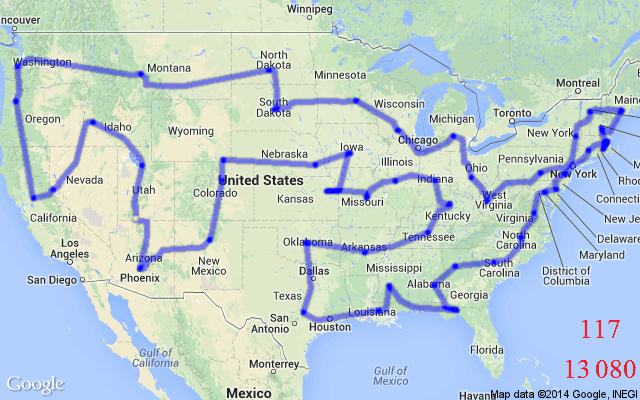 Winnipeg
ancouver
Washington
Montana
North
Dakota
Minnesota
Montreal
Maine
Oregon
Idaho
South
Dakota
Wisconsin
Michigan
Toronto
New York
Wyoming
Chicago
Nebraska
Iowa
Illinois
Ohio
Pennsylvania
New York
Rhod
Connectic
New Jerse
Delaware
Maryland
District of
Columbia
Nevada
Utah
Colorado
United States
Kansas
Missouri
Indiana
West
Virginia
Virginia
Kentucky
California
Los
Angeles
San Diego
Arizona
Phoenix
New
Mexico
Oklahoma
Arkansas
Tennessee
North
Carolina
South
Carolina
Dallas
Mississippi
Alabama
Georgia
Texas
San
Antonio
Houston
Louisiana
Florida
Gulf of
California
Monterrey
Gulf of
Mexico
Mexico
Havana
117
13 080
Google
Map data ©2014 Google, INEGI